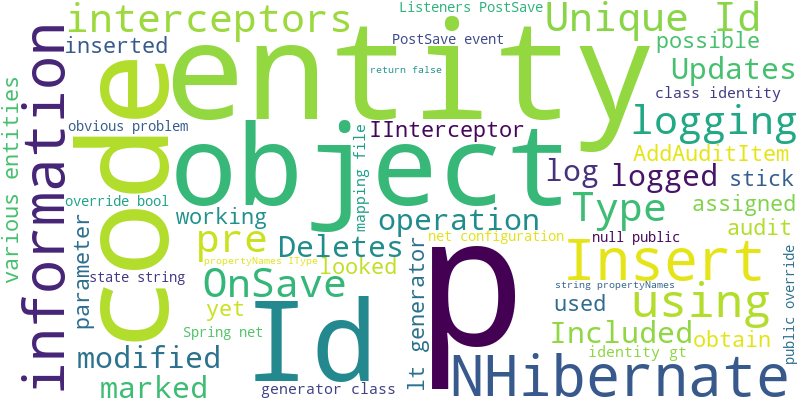 Listeners PostSave
interceptors
Unique Id
entity
inserted
PostSave event
possible
return false
Updates
class identity
information
code
various entities
obvious problem
object
IInterceptor
logging
mapping file
AddAuditItem
log
logged
stick
override bool
working
operation
Type
assigned
parameter
pre
Deletes
net configuration
null public
audit
propertyNames IType
looked
state string
OnSave
lt generator
p
Insert
public override
string propertyNames
using
yet
used
Spring net
Id
Included
obtain
modified
identity gt
marked
generator class
NHibernate